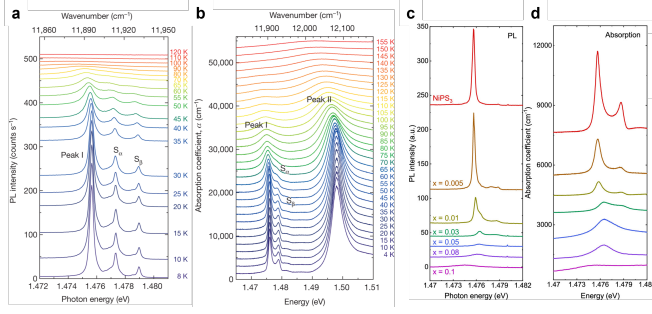 a
Wavenumber (cm⁻¹)
11,860 11,890 11,920 11,950
120 K
110 K
100 K
90 K
80 K
70 K
60 K
55 K
50 K
45 K
40 K
35 K
30 K
25 K
20 K
15 K
10 K
8 K
Peak I
Sα
Sβ
500
400
300
200
100
0
PL intensity (counts s⁻¹)
1.472 1.474 1.476 1.478 1.480 1.481
Photon energy (eV)
b
Wavenumber (cm⁻¹)
11,900 12,000 12,100
155 K
150 K
140 K
135 K
130 K
125 K
120 K
115 K
110 K
105 K
100 K
95 K
90 K
85 K
80 K
75 K
70 K
65 K
60 K
55 K
50 K
45 K
40 K
35 K
30 K
25 K
20 K
15 K
10 K
4 K
Peak I
Peak II
Sα
Sβ
50,000
40,000
30,000
20,000
10,000
0
Absorption coefficient, α (cm⁻¹)
1.47 1.48 1.49 1.50 1.51
Energy (eV)
c
PL
350
300
250
200
150
100
50
0
PL intensity (a.u.)
NiPS₃
x = 0.005
x = 0.01
x = 0.03
x = 0.05
x = 0.08
x = 0.1
1.47 1.473 1.476 1.479 1.482
Photon energy (eV)
d
Absorption
12000
9000
6000
3000
Absorption coefficient (cm⁻¹)
1.47 1.473 1.476 1.479 1.482
Energy (eV)